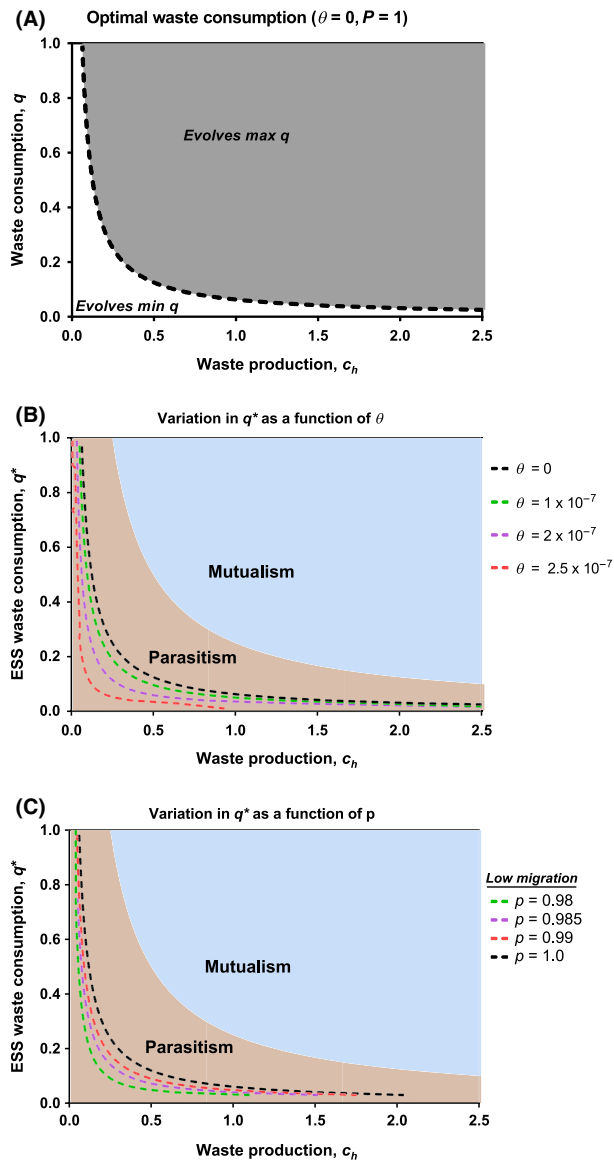 (A)
Optimal waste consumption (θ = 0, P = 1)
Waste consumption, q
1.0
0.8
0.6
0.4
0.2
0.0
Evolves max q
Evolves min q
0.0 0.5 1.0 1.5 2.0 2.5
Waste production, c_h
(B)
Variation in q* as a function of θ
ESS waste consumption, q*
1.0
0.8
0.6
0.4
0.2
0.0
Mutualism
Parasitism
0.0 0.5 1.0 1.5 2.0 2.5
Waste production, c_h
θ = 0
θ = 1 x 10⁻⁷
θ = 2 x 10⁻⁷
θ = 2.5 x 10⁻⁷
(C)
Variation in q* as a function of p
ESS waste consumption, q*
1.0
0.8
0.6
0.4
0.2
0.0
Mutualism
Parasitism
0.0 0.5 1.0 1.5 2.0 2.5
Waste production, c_h
Low migration
p = 0.98
p = 0.985
p = 0.99
p = 1.0